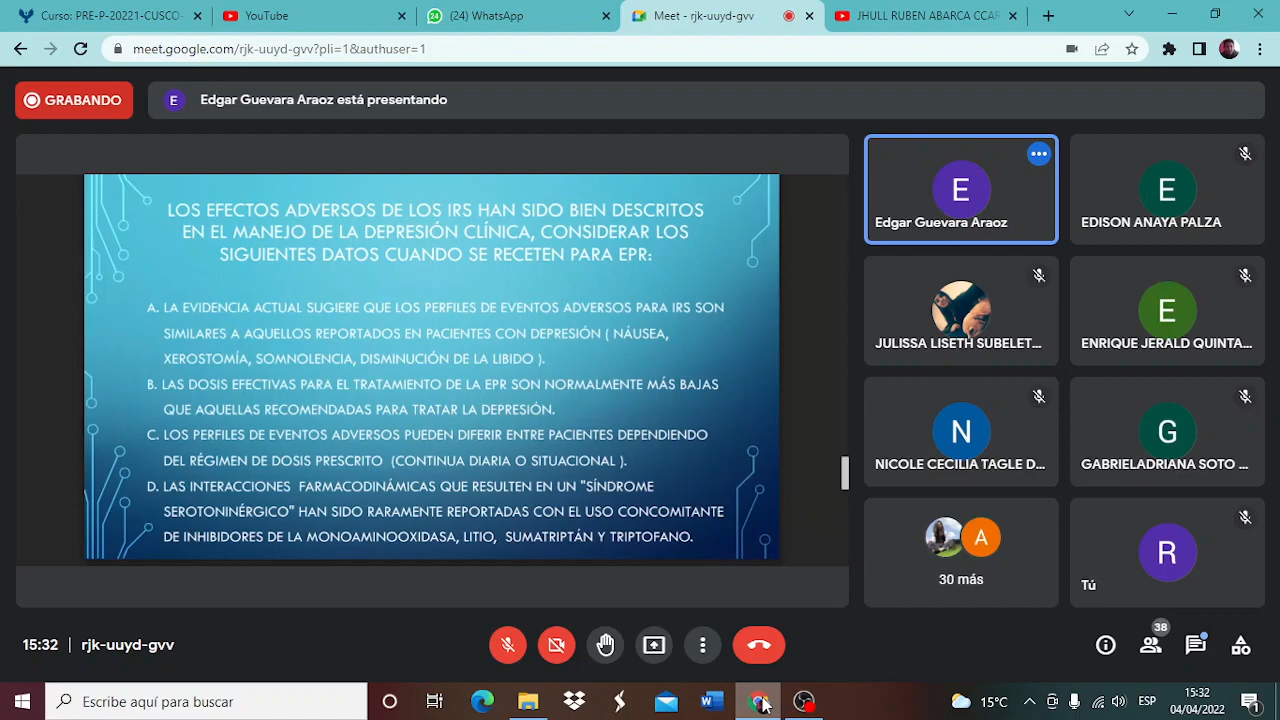 Curso: PRE-P-20221-CUSCO-
YouTube
(24) WhatsApp
Meet - rjk-uuyd-gvv
JHULL RUBEN ABARCA CCAR
meet.google.com/rjk-uuyd-gvv?pli=1&authuser=1
GRABANDO
E
Edgar Guevara Araoz está presentando
LOS EFECTOS ADVERSOS DE LOS IRS HAN SIDO BIEN DESCRITOS
EN EL MANEJO DE LA DEPRESIÓN CLÍNICA, CONSIDERAR LOS
SIGUIENTES DATOS CUANDO SE RECETEN PARA EPR:
A. LA EVIDENCIA ACTUAL SUGIERE QUE LOS PERFILES DE EVENTOS ADVERSOS PARA IRS SON
SIMILARES A AQUELLOS REPORTADOS EN PACIENTES CON DEPRESIÓN ( NÁUSEA,
XEROSTOMÍA, SOMNOLENCIA, DISMINUCIÓN DE LA LIBIDO ).
B. LAS DOSIS EFECTIVAS PARA EL TRATAMIENTO DE LA EPR SON NORMALMENTE MÁS BAJAS
QUE AQUELLAS RECOMENDADAS PARA TRATAR LA DEPRESIÓN.
C. LOS PERFILES DE EVENTOS ADVERSOS PUEDEN DIFERIR ENTRE PACIENTES DEPENDIENDO
DEL RÉGIMEN DE DOSIS PRESCRITO (CONTINUA DIARIA O SITUACIONAL ).
D. LAS INTERACCIONES FARMACODINÁMICAS QUE RESULTEN EN UN "SÍNDROME
SEROTONINÉRGICO" HAN SIDO RARAMENTE REPORTADAS CON EL USO CONCOMITANTE
DE INHIBIDORES DE LA MONOAMINOOXIDASA, LITIO, SUMATRIPTÁN Y TRIPTOFANO.
E
Edgar Guevara Araoz
E
EDISON ANAYA PALZA
JULISSA LISETH SUBELET...
E
ENRIQUE JERALD QUINTA...
N
NICOLE CECILIA TAGLE D...
G
GABRIELADRIANA SOTO ...
A
30 más
R
Tú
15:32 | rjk-uuyd-gvv
38
Escribe aquí para buscar
15°C
ESP
15:32
04/04/2022
1